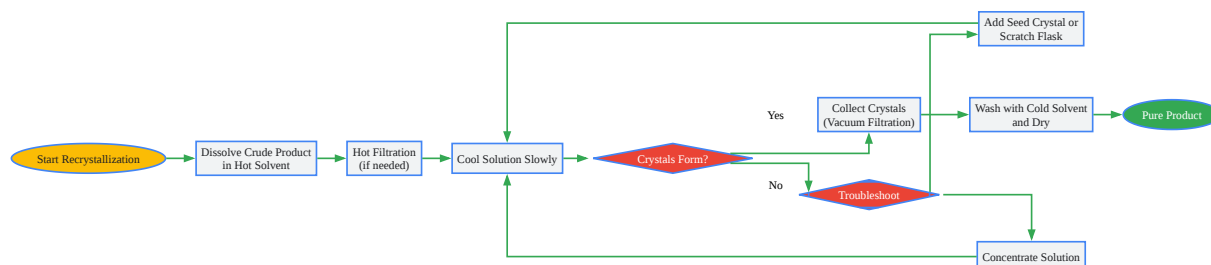 Start Recrystallization
Dissolve Crude Product
in Hot Solvent
Hot Filtration
(if needed)
Cool Solution Slowly
Crystals Form?
Yes
Collect Crystals
(Vacuum Filtration)
Wash with Cold Solvent
and Dry
Pure Product
No
Troubleshoot
Add Seed Crystal or
Scratch Flask
Concentrate Solution